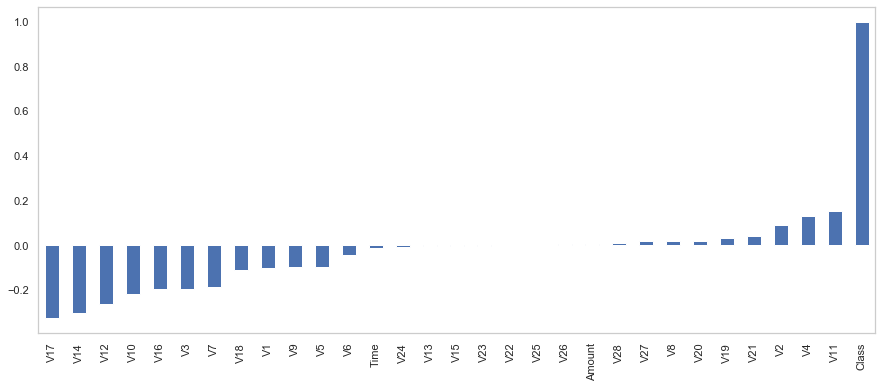 1.0
0.8
0.6
0.4
0.2
0.0
−0.2
V17
V14
V12
V10
V16
V3
V7
V18
V1
V9
V5
V6
Time
V24
V13
V15
V23
V22
V25
V26
Amount
V28
V27
V8
V20
V19
V21
V2
V4
V11
Class